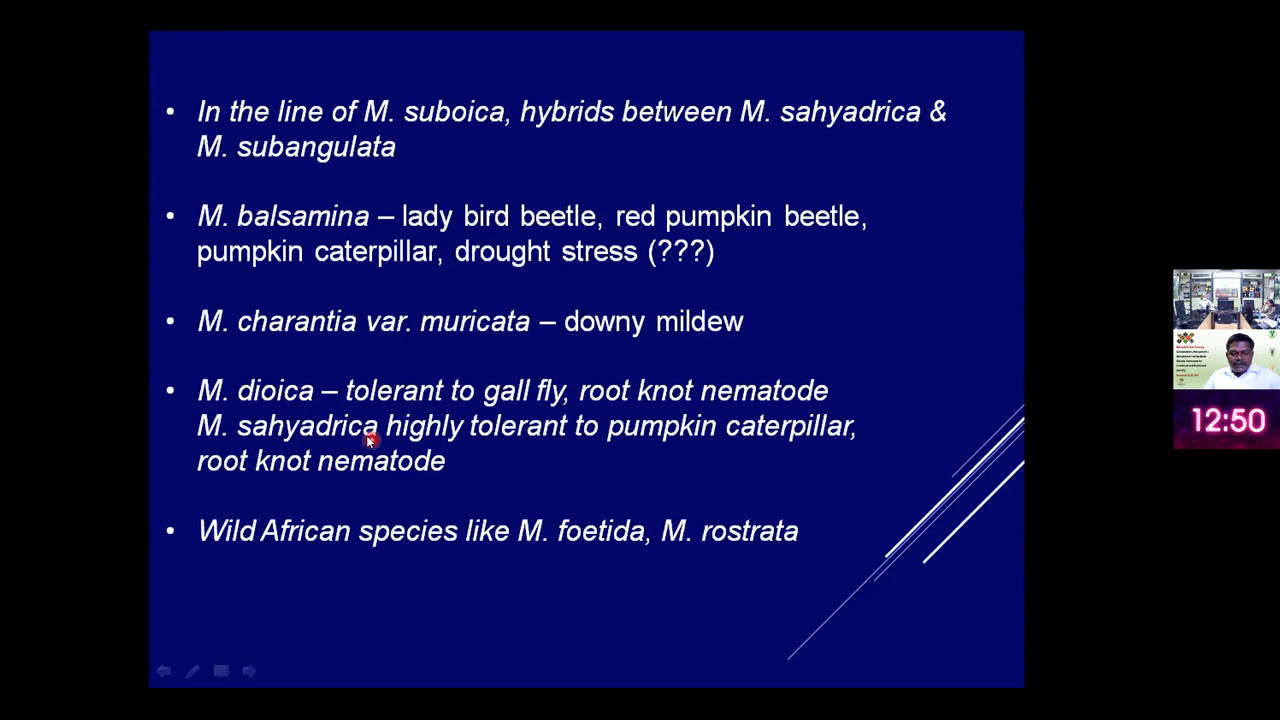 • In the line of M. suboica, hybrids between M. sahyadrica &
M. subangulata
• M. balsamina – lady bird beetle, red pumpkin beetle,
pumpkin caterpillar, drought stress (???)
• M. charantia var. muricata – downy mildew
• M. dioica – tolerant to gall fly, root knot nematode
M. sahyadrica highly tolerant to pumpkin caterpillar,
root knot nematode
• Wild African species like M. foetida, M. rostrata
12:50